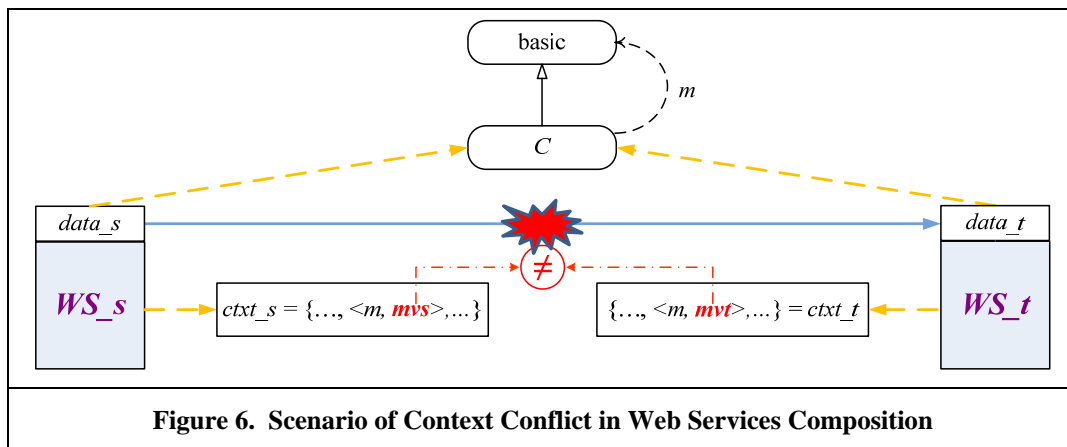 basic
m
C
data_s
data_t
≠
WS_s
ctxt_s = {…, <m, mvs>,…}
{…, <m, mvt>,…} = ctxt_t
WS_t
Figure 6. Scenario of Context Conflict in Web Services Composition